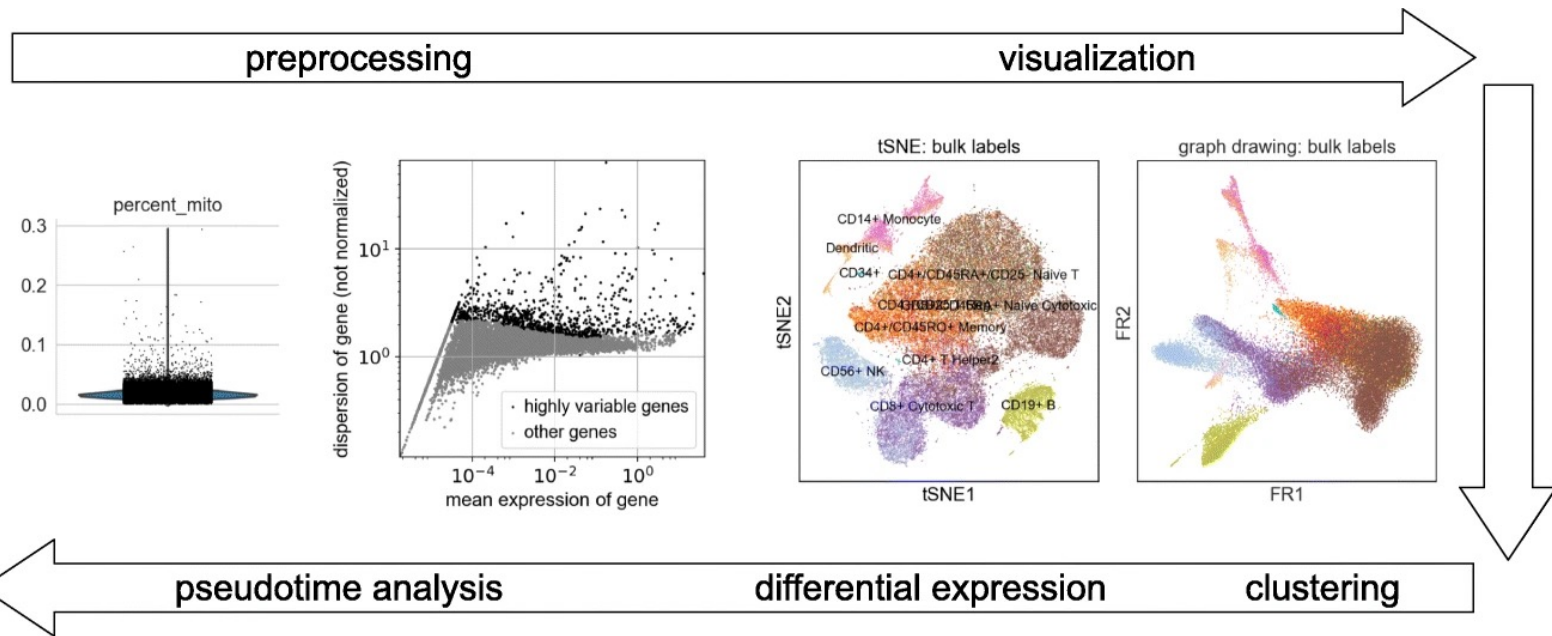 preprocessing
visualization
percent_mito
0.3
0.2
0.1
0.0
dispersion of gene (not normalized)
10¹
10⁰
highly variable genes
other genes
10⁻⁴
10⁻²
10⁰
mean expression of gene
tSNE: bulk labels
CD14+ Monocyte
Dendritic
CD34+
CD4+/CD45RA+/CD25- Naive T
Naive Cytotoxic
CD4+/CD45RO+ Memory
CD4+ T Helper2
CD56+ NK
CD8+ Cytotoxic T
CD19+ B
tSNE2
tSNE1
graph drawing: bulk labels
FR2
FR1
pseudotime analysis
differential expression
clustering